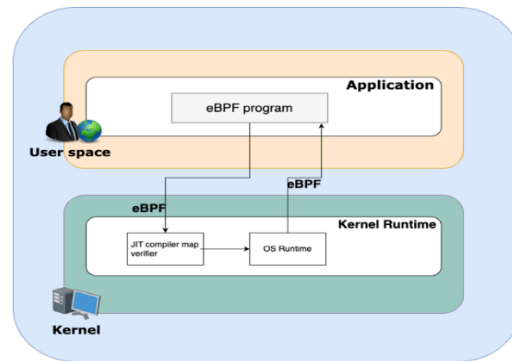 Application
eBPF program
User space
eBPF
eBPF
Kernel Runtime
JIT compiler map
verifier
OS Runtime
Kernel